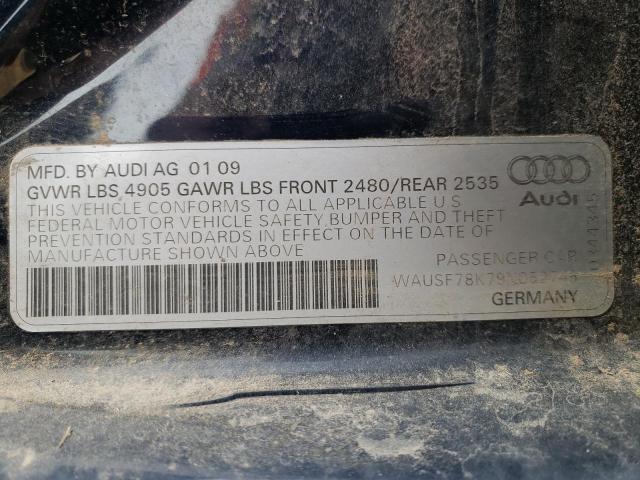 MFD. BY AUDI AG 01 09
GVWR LBS 4905 GAWR LBS FRONT 2480/REAR 2535
THIS VEHICLE CONFORMS TO ALL APPLICABLE U S
FEDERAL MOTOR VEHICLE SAFETY, BUMPER AND THEFT
PREVENTION STANDARDS IN EFFECT ON THE DATE OF
MANUFACTURE SHOWN ABOVE
Audi
PASSENGER CAR
GERMANY